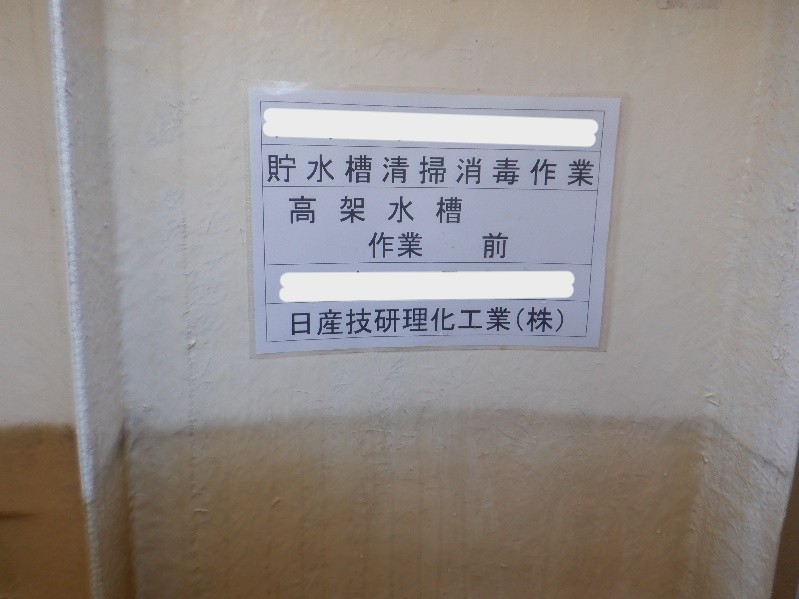 貯水槽清掃消毒作業
高架水槽
作業 前
日産技研理化工業(株)